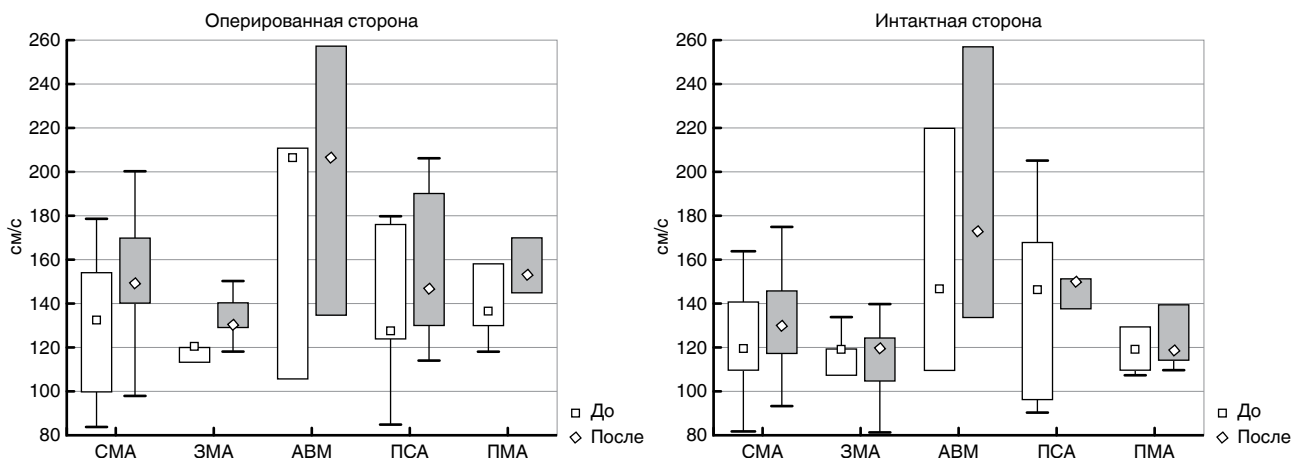 Оперированная сторона
260
240
220
200
180
160
140
120
100
80
см/с
СМА ЗМА АВМ ПСА ПМА
До
После
Интактная сторона
260
240
220
200
180
160
140
120
100
80
см/с
СМА ЗМА АВМ ПСА ПМА
До
После